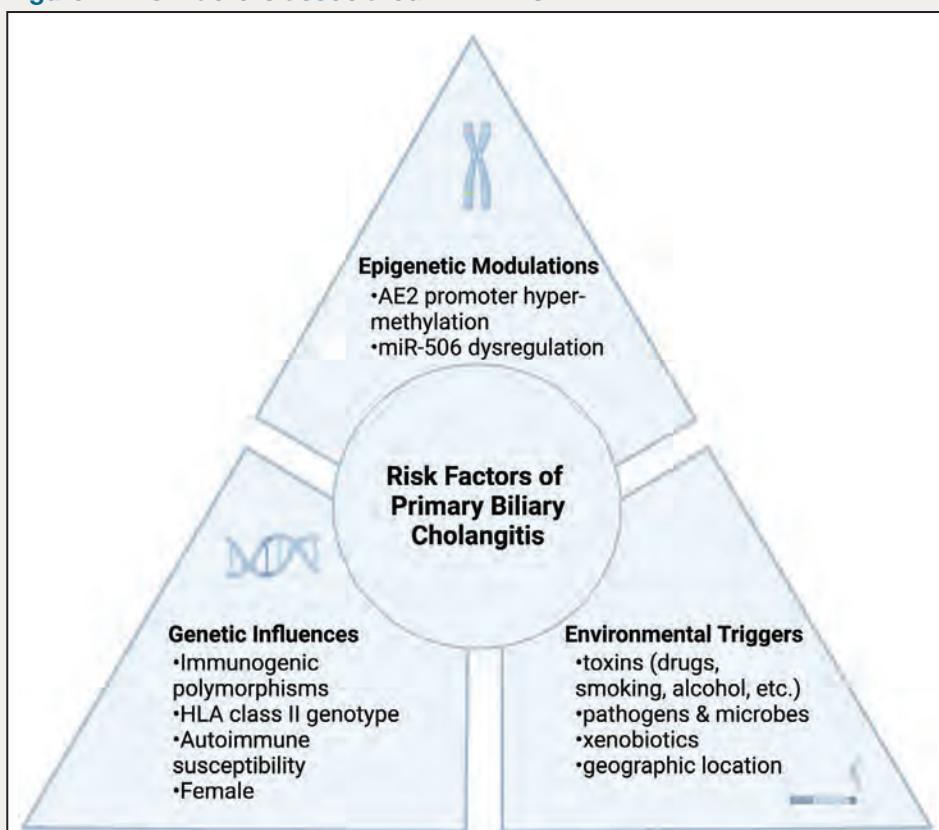 Epigenetic Modulations
•AE2 promoter hyper-
methylation
•miR-506 dysregulation
Risk Factors of
Primary Biliary
Cholangitis
Genetic Influences
•Immunogenic
polymorphisms
•HLA class II genotype
•Autoimmune
susceptibility
•Female
Environmental Triggers
•toxins (drugs,
smoking, alcohol, etc.)
•pathogens & microbes
•xenobiotics
•geographic location